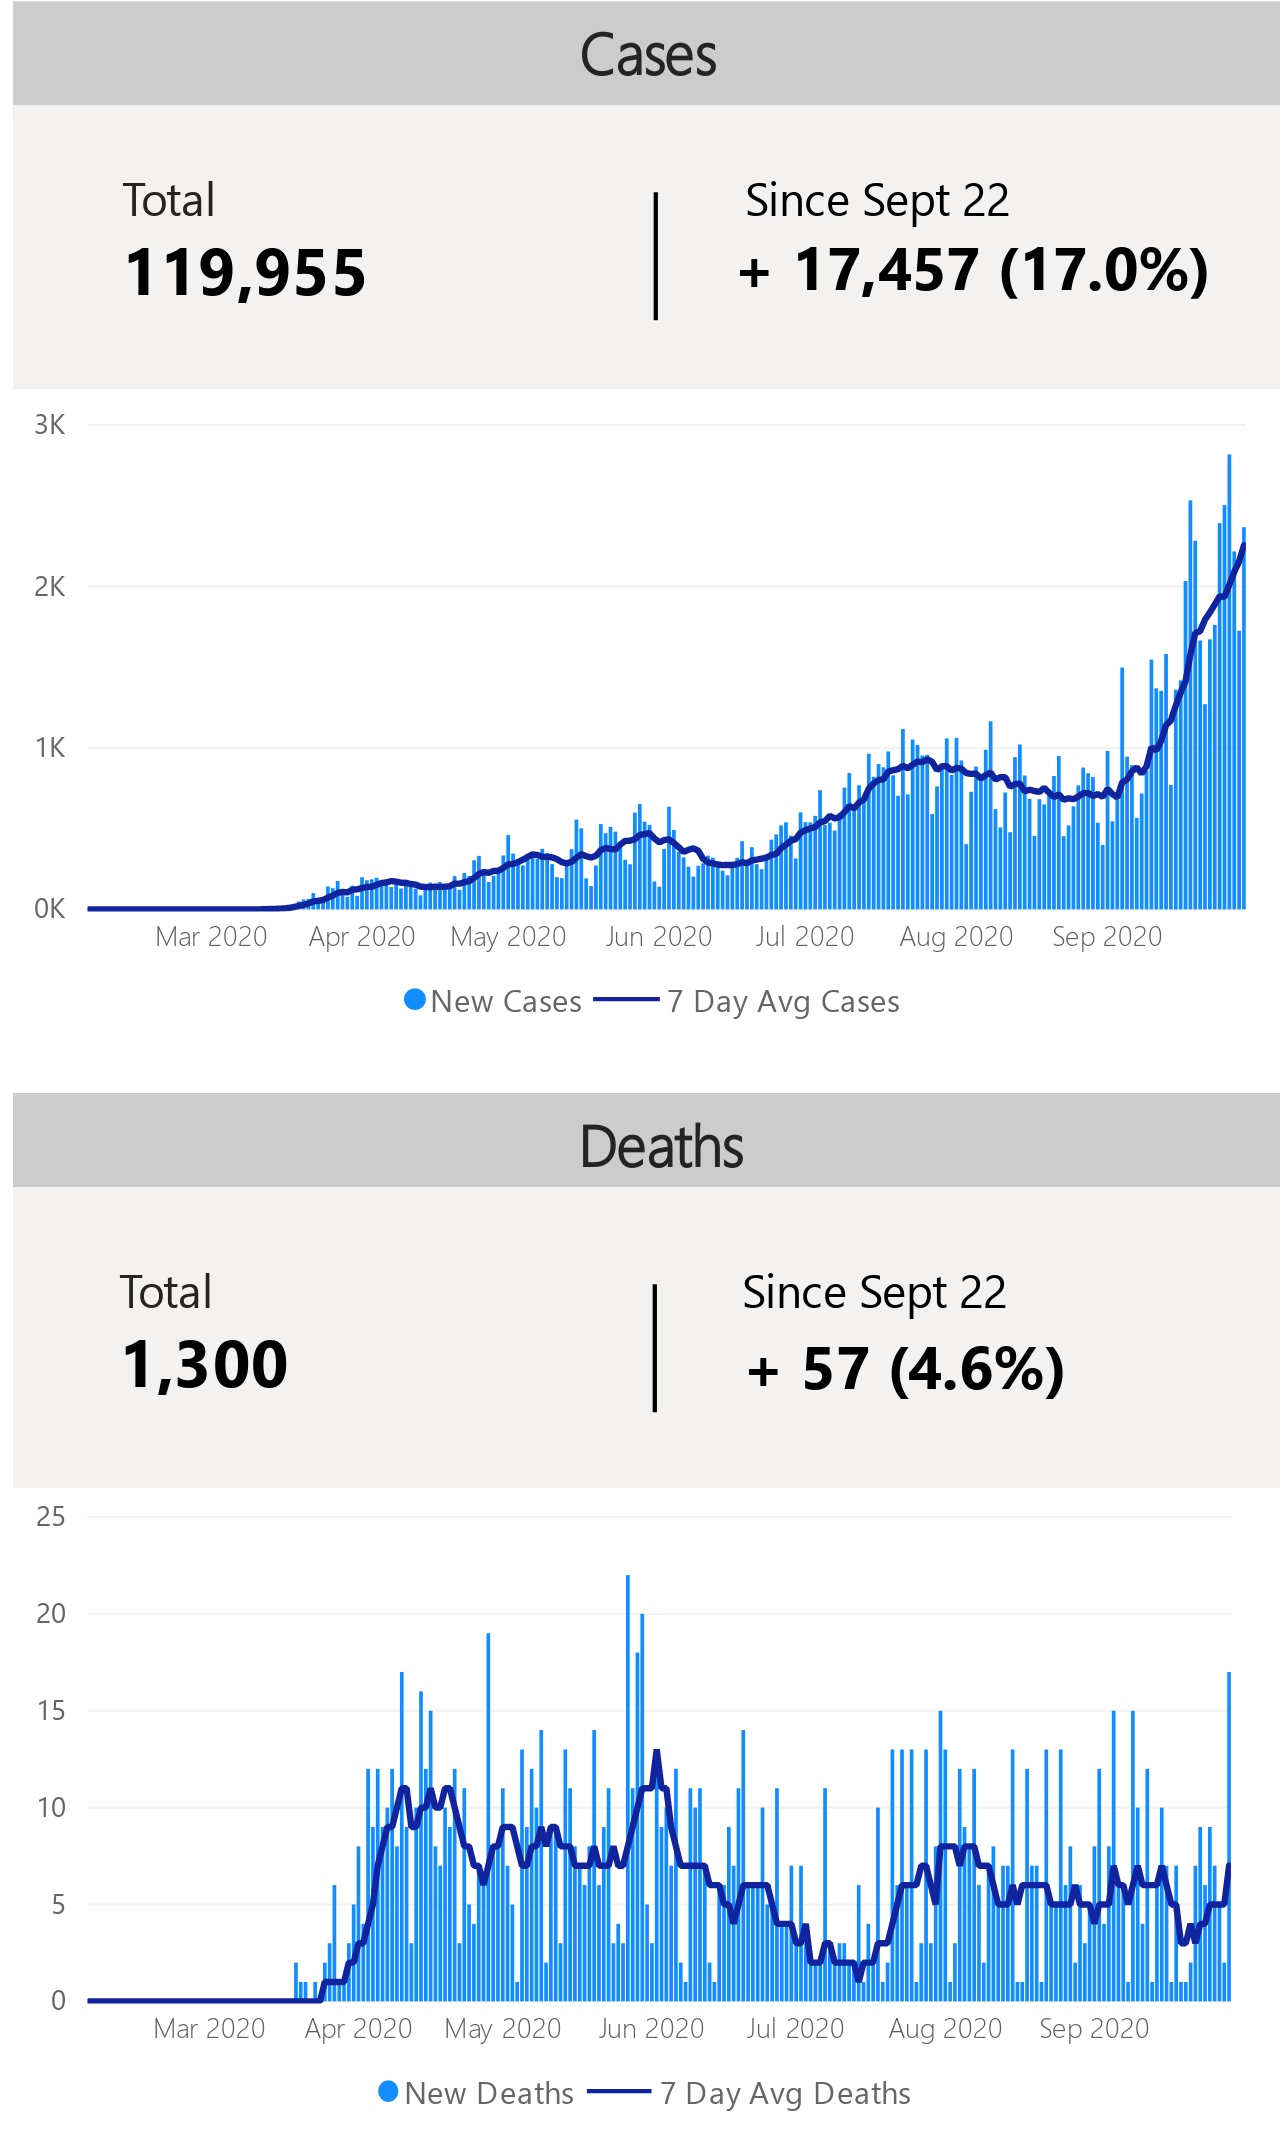 Cases
Total
Since Sept 22
119,955
+ 17,457 (17.0%)
3K
2K
1K
0K
Mar 2020 Apr 2020 May 2020 Jun 2020 Jul 2020 Aug 2020 Sep 2020
New Cases 7 Day Avg Cases
Deaths
Total
Since Sept 22
1,300
+ 57 (4.6%)
25
20
15
10
5
0
Mar 2020 Apr 2020 May 2020 Jun 2020 Jul 2020 Aug 2020 Sep 2020
New Deaths 7 Day Avg Deaths